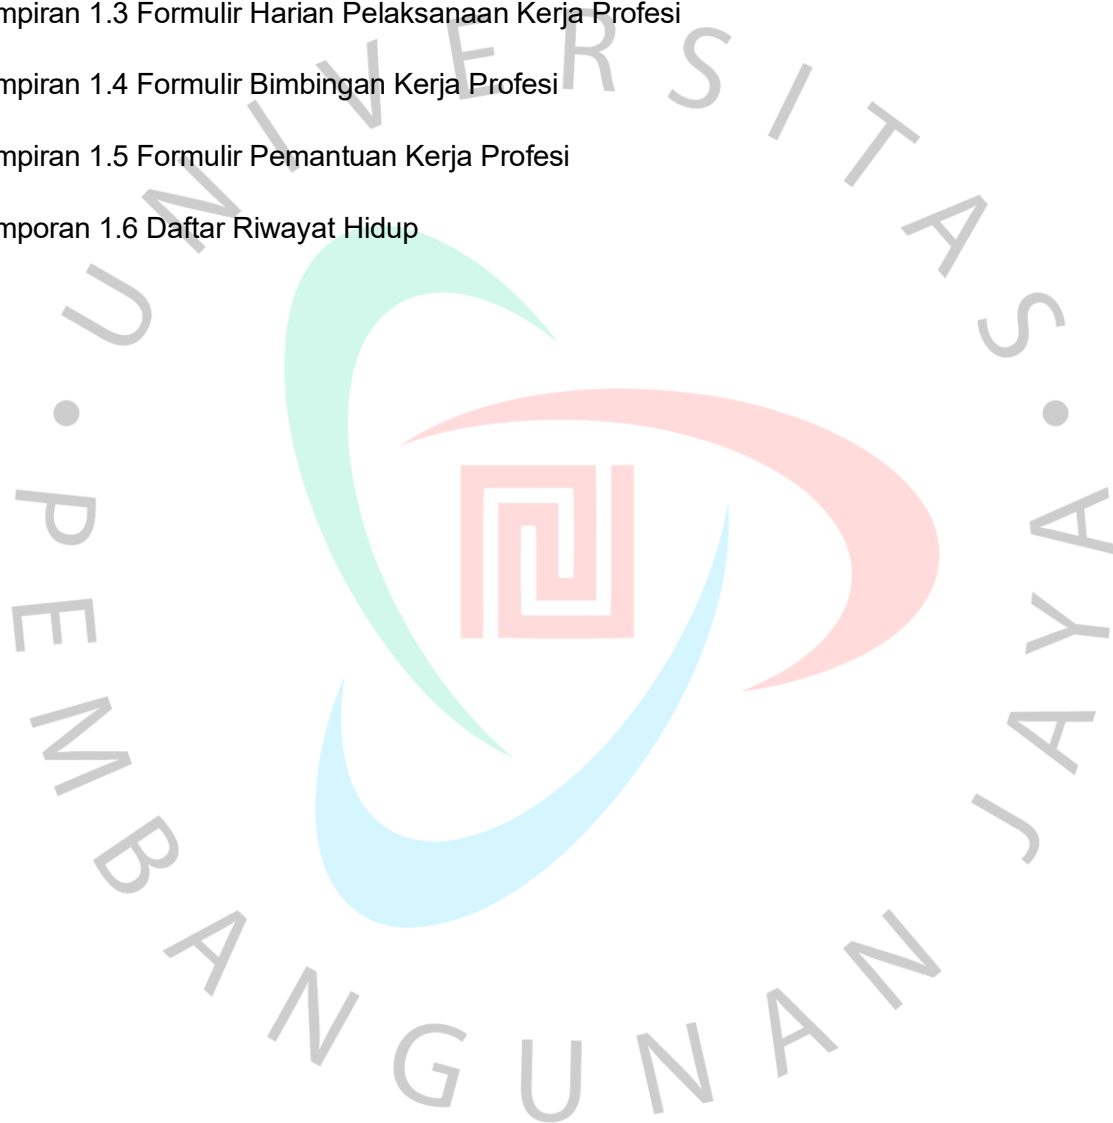 mpiran 1.3 Formulir Harian Pelaksanaan Kerja Profesi
mpiran 1.4 Formulir Bimbingan Kerja Profesi
mpiran 1.5 Formulir Pemantuan Kerja Profesi
mporan 1.6 Daftar Riwayat Hidup
UNIVERSITAS • PEMBANGUNAN JAYA •